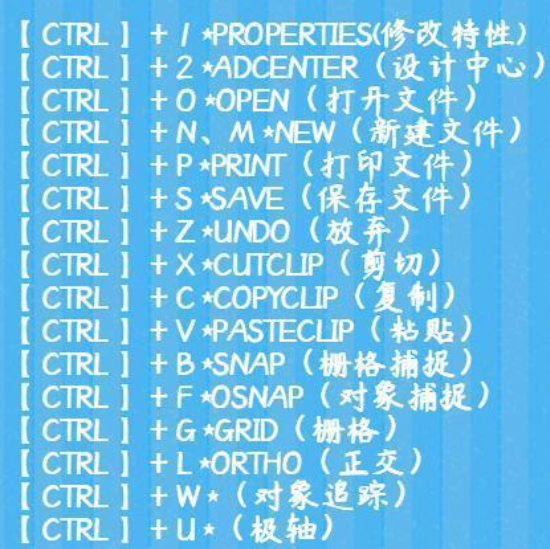 【CTRL】+1*PROPERTIES(修改特性)
【CTRL】+2*ADCENTER（设计中心）
【CTRL】+O*OPEN（打开文件）
【CTRL】+N、M*NEW（新建文件）
【CTRL】+P*PRINT（打印文件）
【CTRL】+S*SAVE（保存文件）
【CTRL】+Z*UNDO（放弃）
【CTRL】+X*CUTCLIP（剪切）
【CTRL】+C*COPYCLIP（复制）
【CTRL】+V*PASTECLIP（粘贴）
【CTRL】+B*SNAP（栅格捕捉）
【CTRL】+F*OSNAP（对象捕捉）
【CTRL】+G*GRID（栅格）
【CTRL】+L*ORTHO（正交）
【CTRL】+W*（对象追踪）
【CTRL】+U*（极轴）